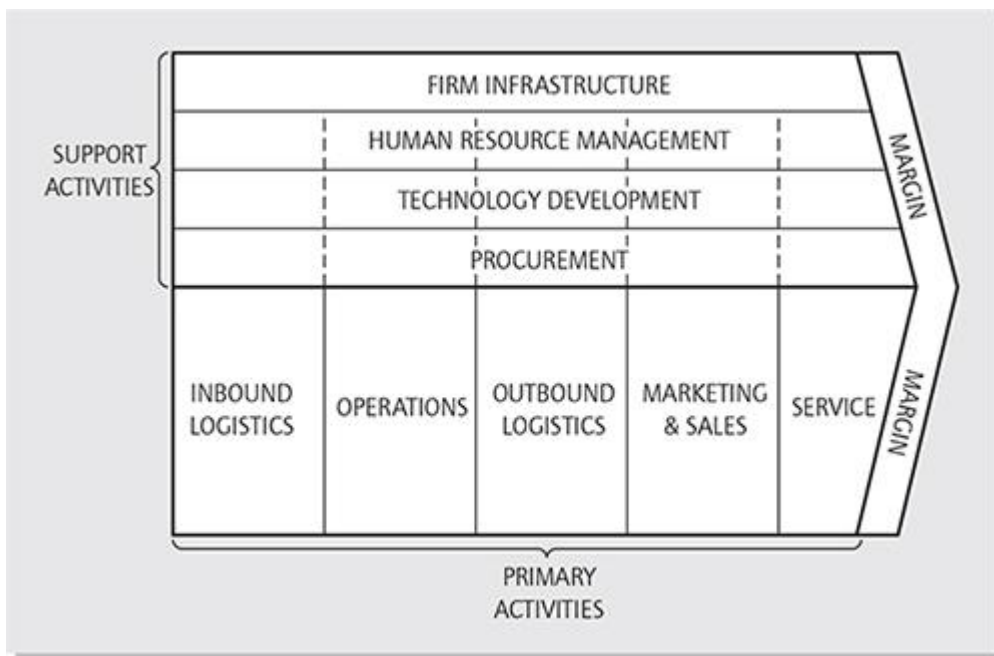 FIRM INFRASTRUCTURE
HUMAN RESOURCE MANAGEMENT
TECHNOLOGY DEVELOPMENT
PROCUREMENT
SUPPORT
ACTIVITIES
MARGIN
INBOUND
LOGISTICS
OPERATIONS
OUTBOUND
LOGISTICS
MARKETING
& SALES
SERVICE
MARGIN
PRIMARY
ACTIVITIES